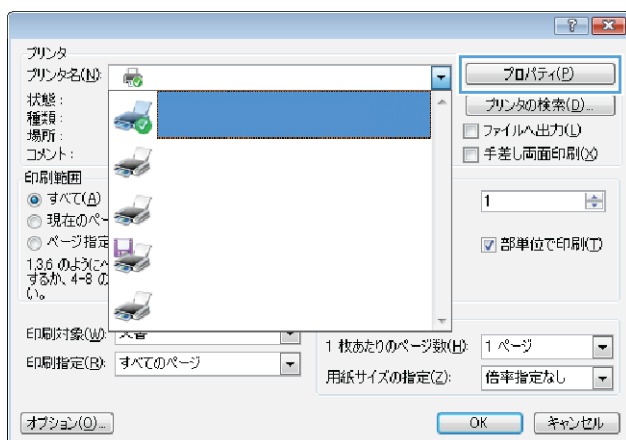 プリンタ
プリンタ名(N):
プロパティ(P)
状態：
種類：
場所：
コメント：
プリンタの検索(D)...
ファイルへ出力(L)
手差し両面印刷(X)
印刷範囲
すべて(A)
現在のペー
ページ指定
1,3,6 のように
するか、4-8 の
い。
1
部単位で印刷(T)
印刷対象(W):
印刷指定(R):
すべてのページ
1 枚あたりのページ数(H):
1 ページ
用紙サイズの指定(Z):
倍率指定なし
オプション(O)...
OK
キャンセル